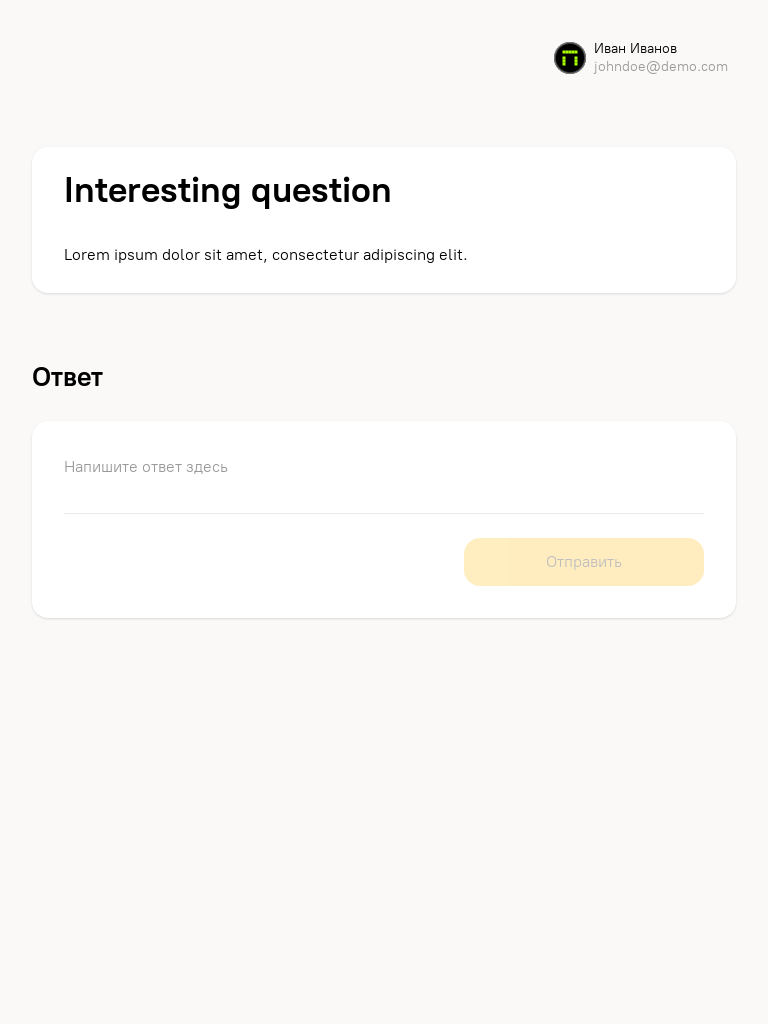 Иван Иванов
johndoe@demo.com
Interesting question
Lorem ipsum dolor sit amet, consectetur adipiscing elit.
Ответ
Напишите ответ здесь
Отправить